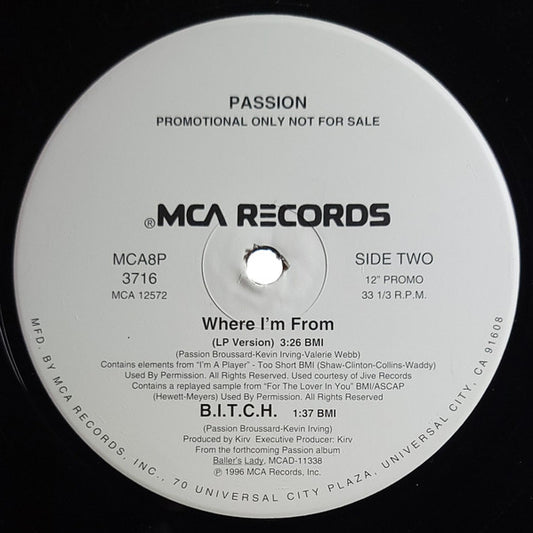 PASSION
PROMOTIONAL ONLY NOT FOR SALE
®MCA RECORDS
MCA8P
3716
MCA 12572
SIDE TWO
12" PROMO
33 1/3 R.P.M.
Where I'm From
(LP Version) 3:26 BMI
(Passion Broussard-Kevin Irving-Valerie Webb)
Contains elements from "I'm A Player" - Too Short BMI (Shaw-Clinton-Collins-Waddy)
Used By Permission. All Rights Reserved. Used courtesy of Jive Records
Contains a replayed sample from "For The Lover In You" BMI/ASCAP
(Hewett-Meyers) Used By Permission. All Rights Reserved
B.I.T.C.H. 1:37 BMI
(Passion Broussard-Kevin Irving)
Produced by Kirv Executive Producer: Kirv
From the forthcoming Passion album
Baller's Lady, MCAD-11338
℗ 1996 MCA Records, Inc.
MFD. BY MCA RECORDS, INC., 70 UNIVERSAL CITY PLAZA, UNIVERSAL CITY, CA 91608